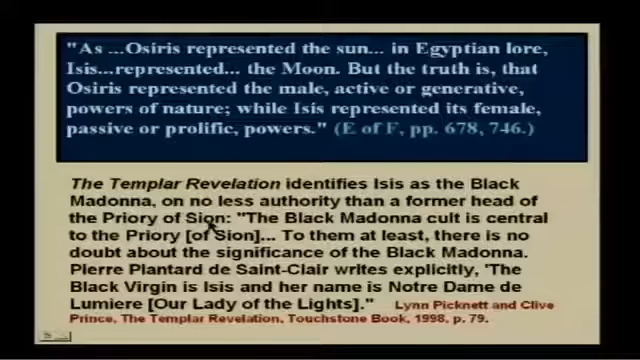 "As ...Osiris represented the sun... in Egyptian lore,
Isis...represented... the Moon. But the truth is, that
Osiris represented the male, active or generative,
powers of nature; while Isis represented its female,
passive or prolific, powers." (E of F, pp. 678, 746.)
The Templar Revelation identifies Isis as the Black
Madonna, on no less authority than a former head of
the Priory of Sion: "The Black Madonna cult is central
to the Priory [of Sion]... To them at least, there is no
doubt about the significance of the Black Madonna.
Pierre Plantard de Saint-Clair writes explicitly, 'The
Black Virgin is Isis and her name is Notre Dame de
Lumiere [Our Lady of the Lights]." Lynn Picknett and Clive
Prince, The Templar Revelation, Touchstone Book, 1998, p. 79.